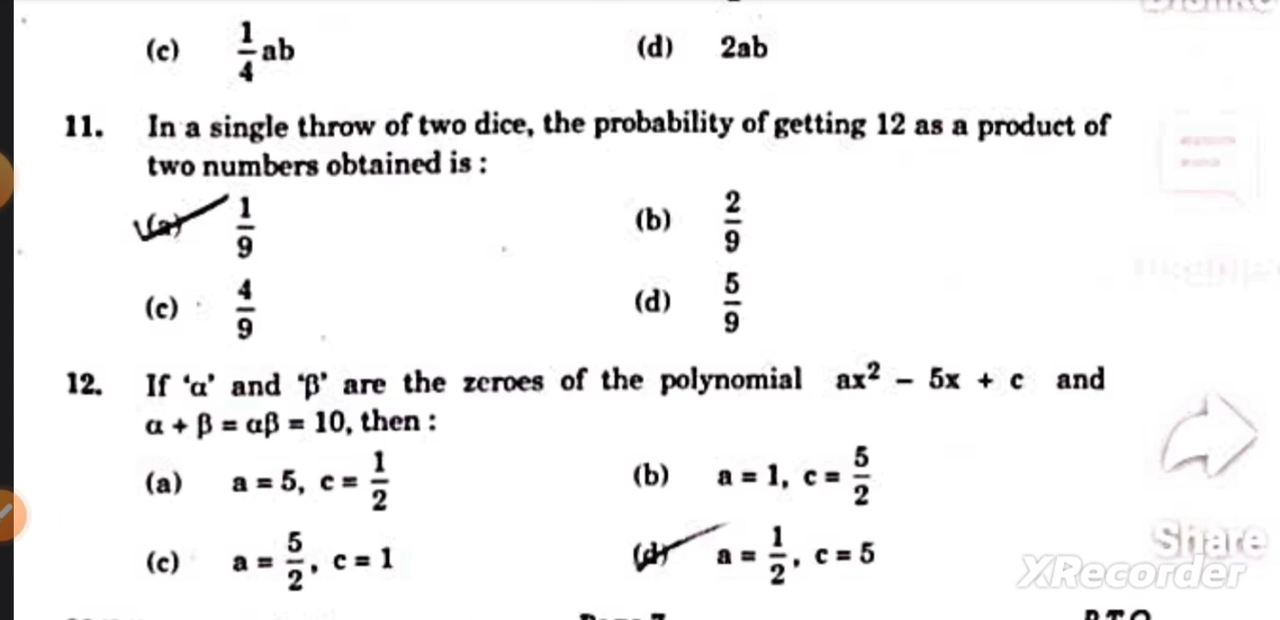 (c) 1/4 ab (d) 2ab
11. In a single throw of two dice, the probability of getting 12 as a product of
two numbers obtained is :
(a) 1/9 (b) 2/9
(c) 4/9 (d) 5/9
12. If ‘α’ and ‘β’ are the zeroes of the polynomial ax² – 5x + c and
α + β = αβ = 10, then :
(a) a = 5, c = 1/2 (b) a = 1, c = 5/2
(c) a = 5/2, c = 1 (d) a = 1/2, c = 5
Share
XRecorder
P.T.O.